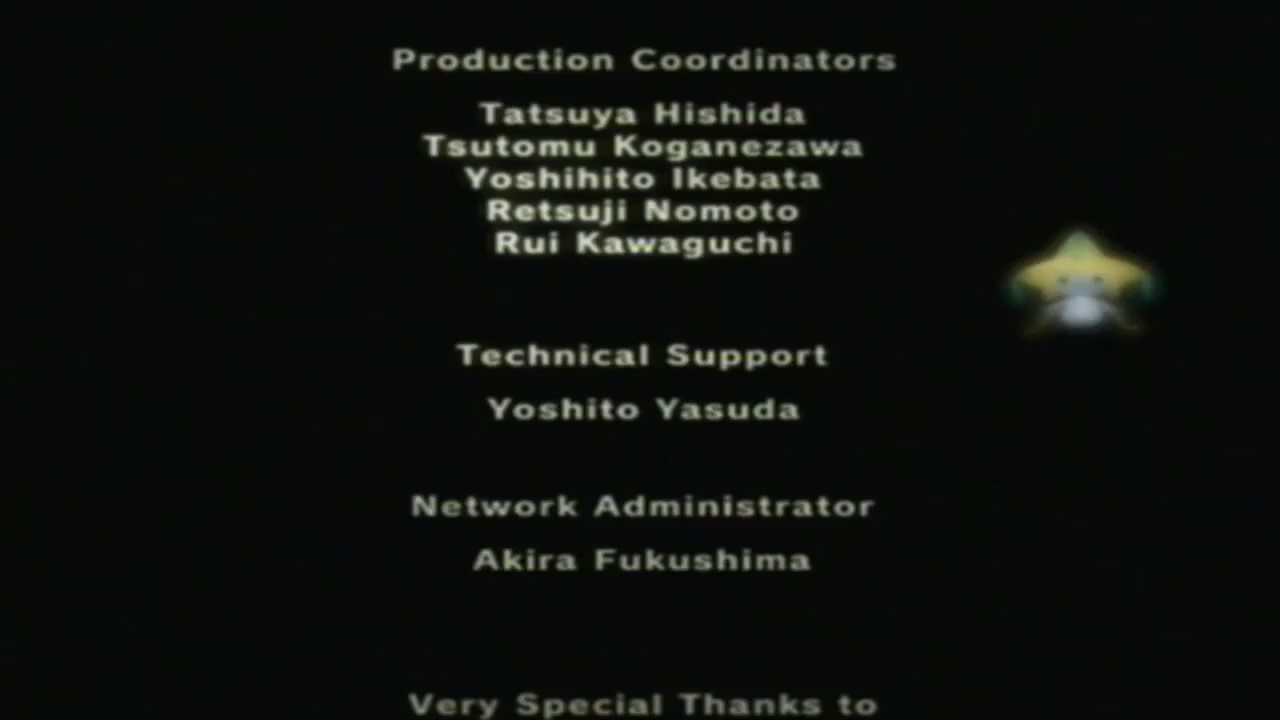 Production Coordinators
Tatsuya Hishida
Tsutomu Koganezawa
Yoshihito Ikebata
Retsuji Nomoto
Rui Kawaguchi
Technical Support
Yoshito Yasuda
Network Administrator
Akira Fukushima
Very Special Thanks to